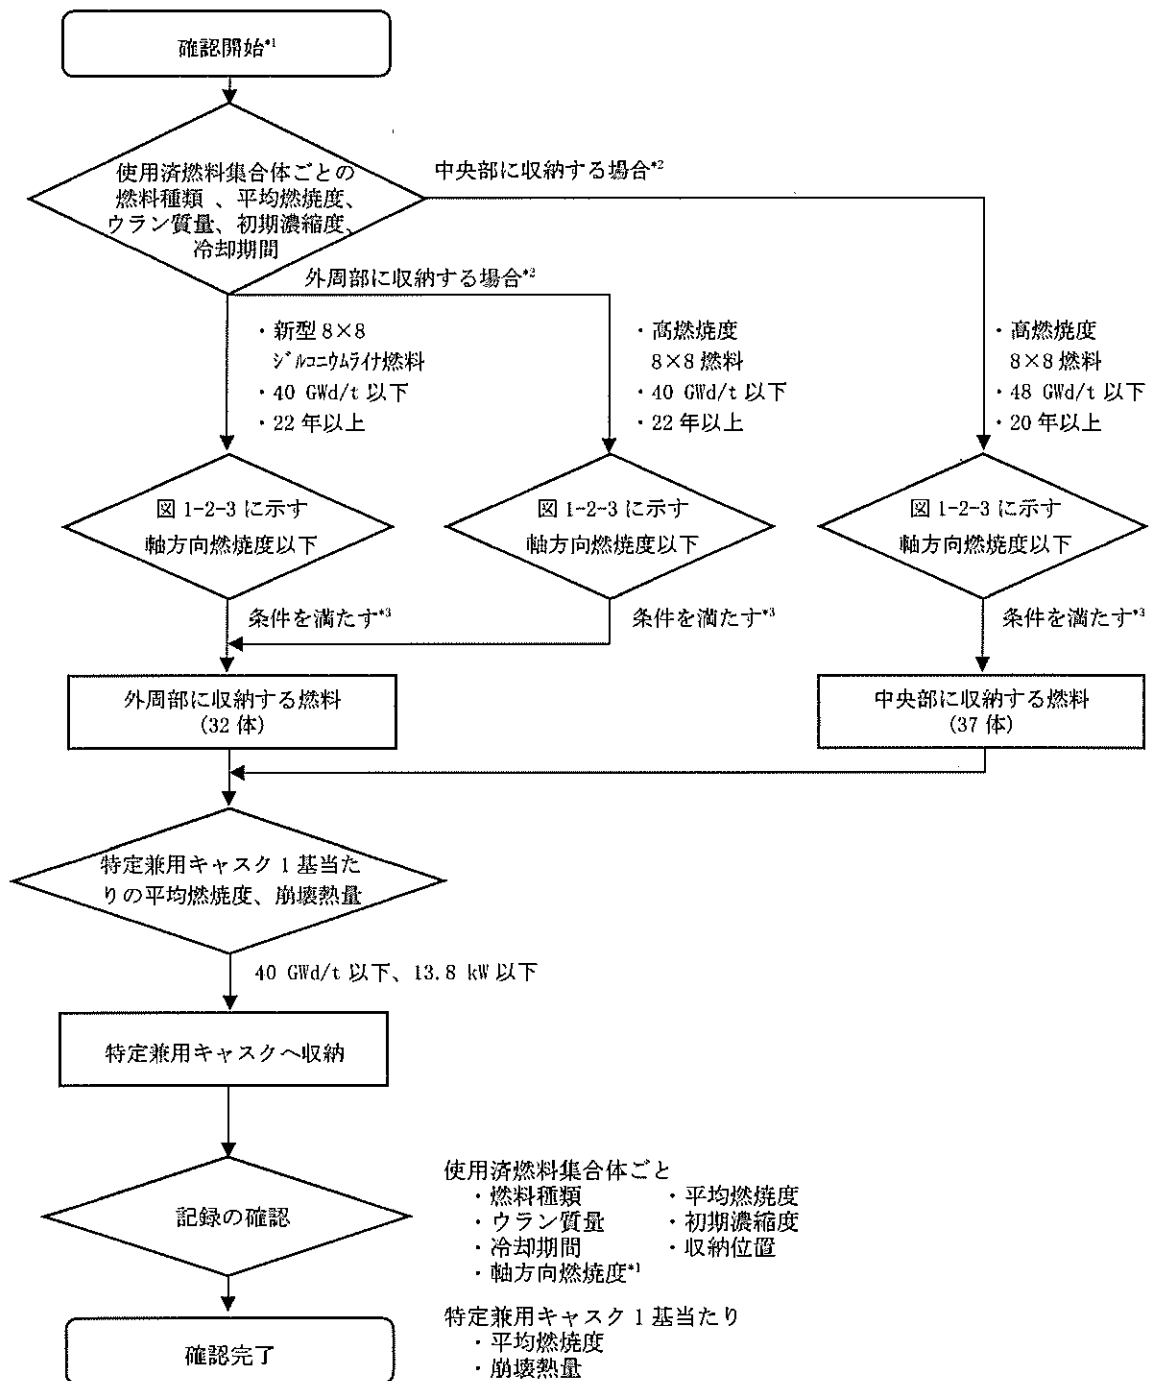 確認開始*1
使用済燃料集合体ごとの
燃料種類 、平均燃焼度、
ウラン質量、初期濃縮度、
冷却期間
中央部に収納する場合*2
外周部に収納する場合*2
・新型8×8
ジルコニウムライナ燃料
・40 GWd/t 以下
・22 年以上
・高燃焼度
8×8 燃料
・40 GWd/t 以下
・22 年以上
・高燃焼度
8×8 燃料
・48 GWd/t 以下
・20 年以上
図 1-2-3 に示す
軸方向燃焼度以下
図 1-2-3 に示す
軸方向燃焼度以下
図 1-2-3 に示す
軸方向燃焼度以下
条件を満たす*3
条件を満たす*3
条件を満たす*3
外周部に収納する燃料
(32 体)
中央部に収納する燃料
(37 体)
特定兼用キャスク 1 基当た
りの平均燃焼度、崩壊熱量
40 GWd/t 以下、13.8 kW 以下
特定兼用キャスクへ収納
記録の確認
使用済燃料集合体ごと
・燃料種類 ・平均燃焼度
・ウラン質量 ・初期濃縮度
・冷却期間 ・収納位置
・軸方向燃焼度*1
特定兼用キャスク 1 基当たり
・平均燃焼度
・崩壊熱量
確認完了